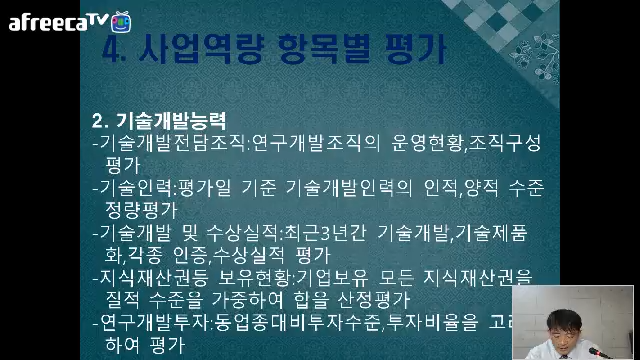 afreecaTV
4. 사업역량 항목별 평가
2. 기술개발능력
-기술개발전담조직:연구개발조직의 운영현황,조직구성
평가
-기술인력:평가일 기준 기술개발인력의 인적,양적 수준
정량평가
-기술개발 및 수상실적:최근3년간 기술개발,기술제품
화,각종 인증,수상실적 평가
-지식재산권등 보유현황:기업보유 모든 지식재산권을
질적 수준을 가중하여 합을 산정평가
-연구개발투자:동업종대비투자수준,투자비율을
하여 평가